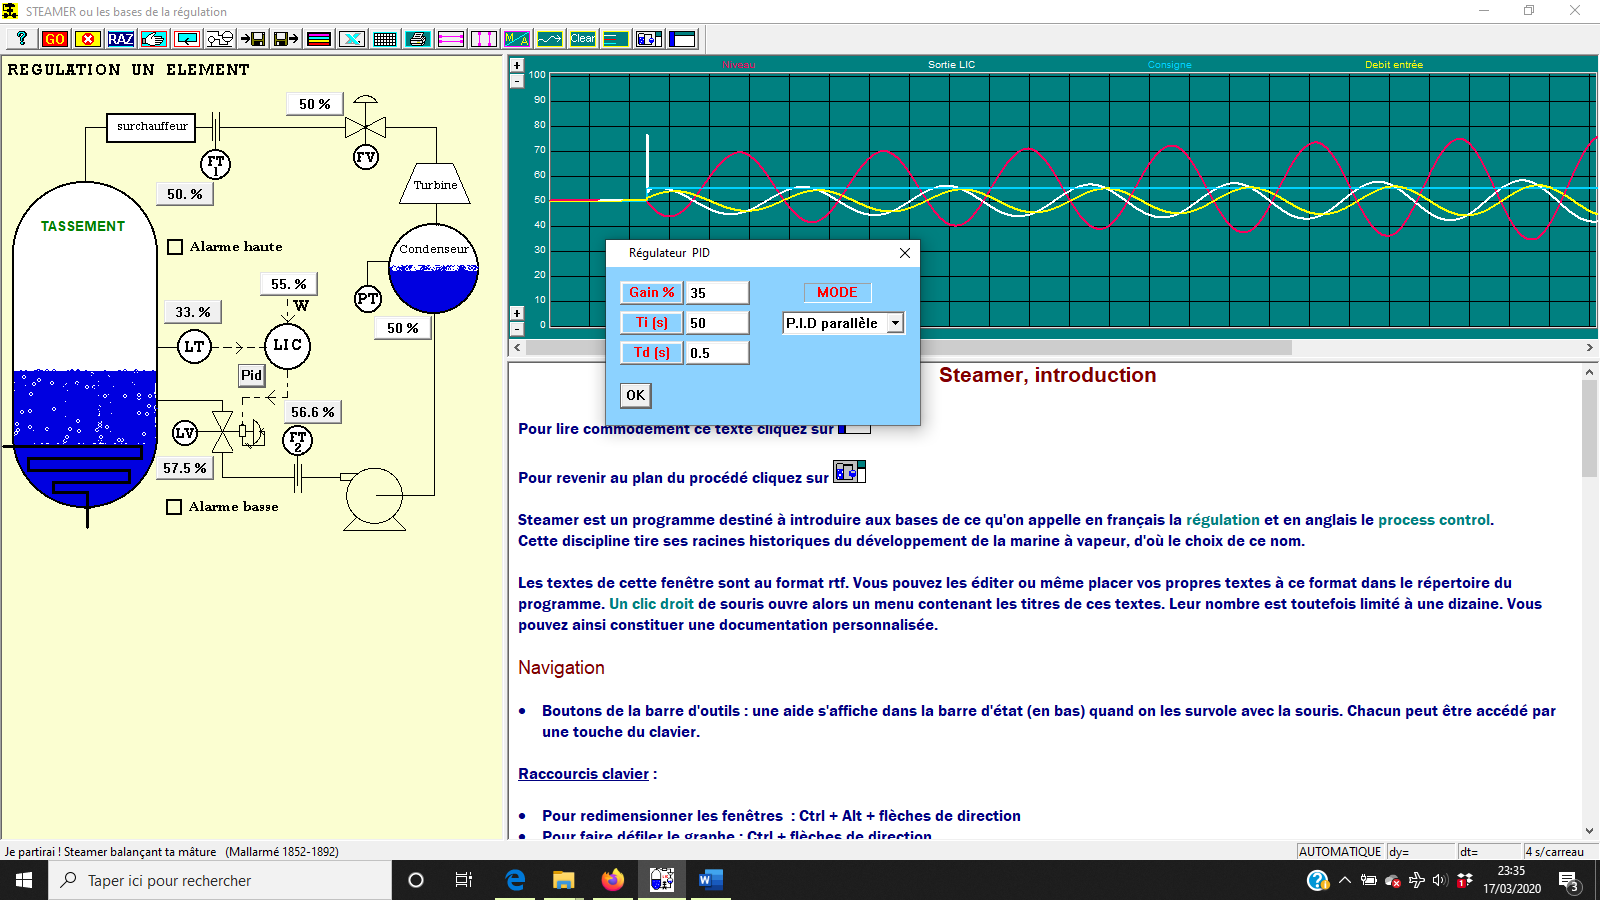 STEAMER ou les bases de la régulation
? GO RAZ M/A Clear
REGULATION UN ELEMENT
50 %
surchauffeur
FT 1
FV
50. %
Turbine
TASSEMENT
Alarme haute
Condenseur
55. %
W
PT
33. %
50 %
LT
LIC
Pid
56.6 %
LV
FT 2
57.5 %
Alarme basse
+
-
Niveau Sortie LIC Consigne Debit entrée
100
90
80
70
60
50
40
30
20
10
0
+
-
Régulateur PID
Gain % 35 MODE
Ti (s) 50 P.I.D parallèle
Td (s) 0.5
OK
Steamer, introduction
Pour lire commodément ce texte cliquez sur
Pour revenir au plan du procédé cliquez sur
Steamer est un programme destiné à introduire aux bases de ce qu'on appelle en français la régulation et en anglais le process control.
Cette discipline tire ses racines historiques du développement de la marine à vapeur, d'où le choix de ce nom.
Les textes de cette fenêtre sont au format rtf. Vous pouvez les éditer ou même placer vos propres textes à ce format dans le répertoire du
programme. Un clic droit de souris ouvre alors un menu contenant les titres de ces textes. Leur nombre est toutefois limité à une dizaine. Vous
pouvez ainsi constituer une documentation personnalisée.
Navigation
• Boutons de la barre d'outils : une aide s'affiche dans la barre d'état (en bas) quand on les survole avec la souris. Chacun peut être accédé par
une touche du clavier.
Raccourcis clavier :
• Pour redimensionner les fenêtres : Ctrl + Alt + flèches de direction
• Pour faire défiler le graphe : Ctrl + flèches de direction
Je partirai ! Steamer balançant ta mâture (Mallarmé 1852-1892)
AUTOMATIQUE dy= dt= 4 s/carreau
Taper ici pour rechercher
23:35
17/03/2020
3